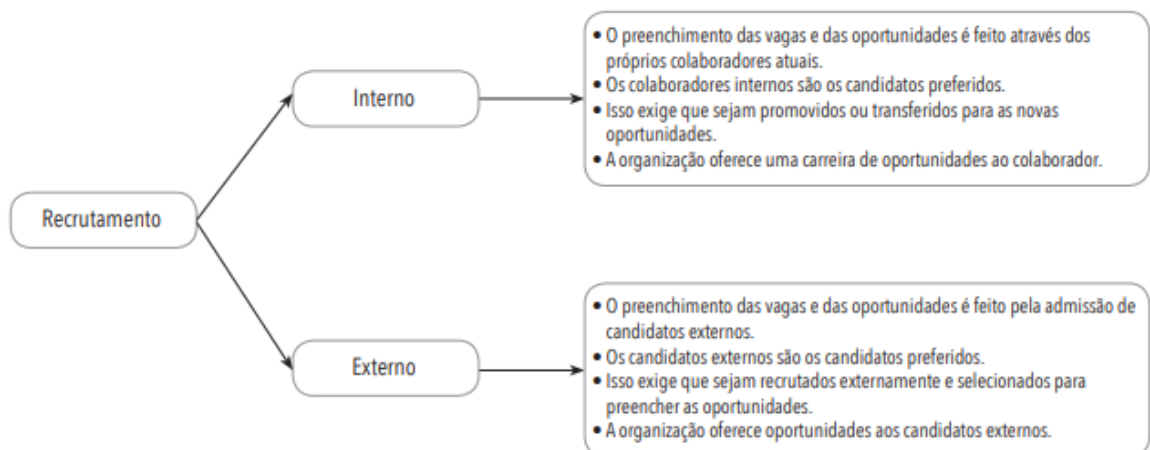 Recrutamento
Interno
• O preenchimento das vagas e das oportunidades é feito através dos
próprios colaboradores atuais.
• Os colaboradores internos são os candidatos preferidos.
• Isso exige que sejam promovidos ou transferidos para as novas
oportunidades.
• A organização oferece uma carreira de oportunidades ao colaborador.
Externo
• O preenchimento das vagas e das oportunidades é feito pela admissão de
candidatos externos.
• Os candidatos externos são os candidatos preferidos.
• Isso exige que sejam recrutados externamente e selecionados para
preencher as oportunidades.
• A organização oferece oportunidades aos candidatos externos.